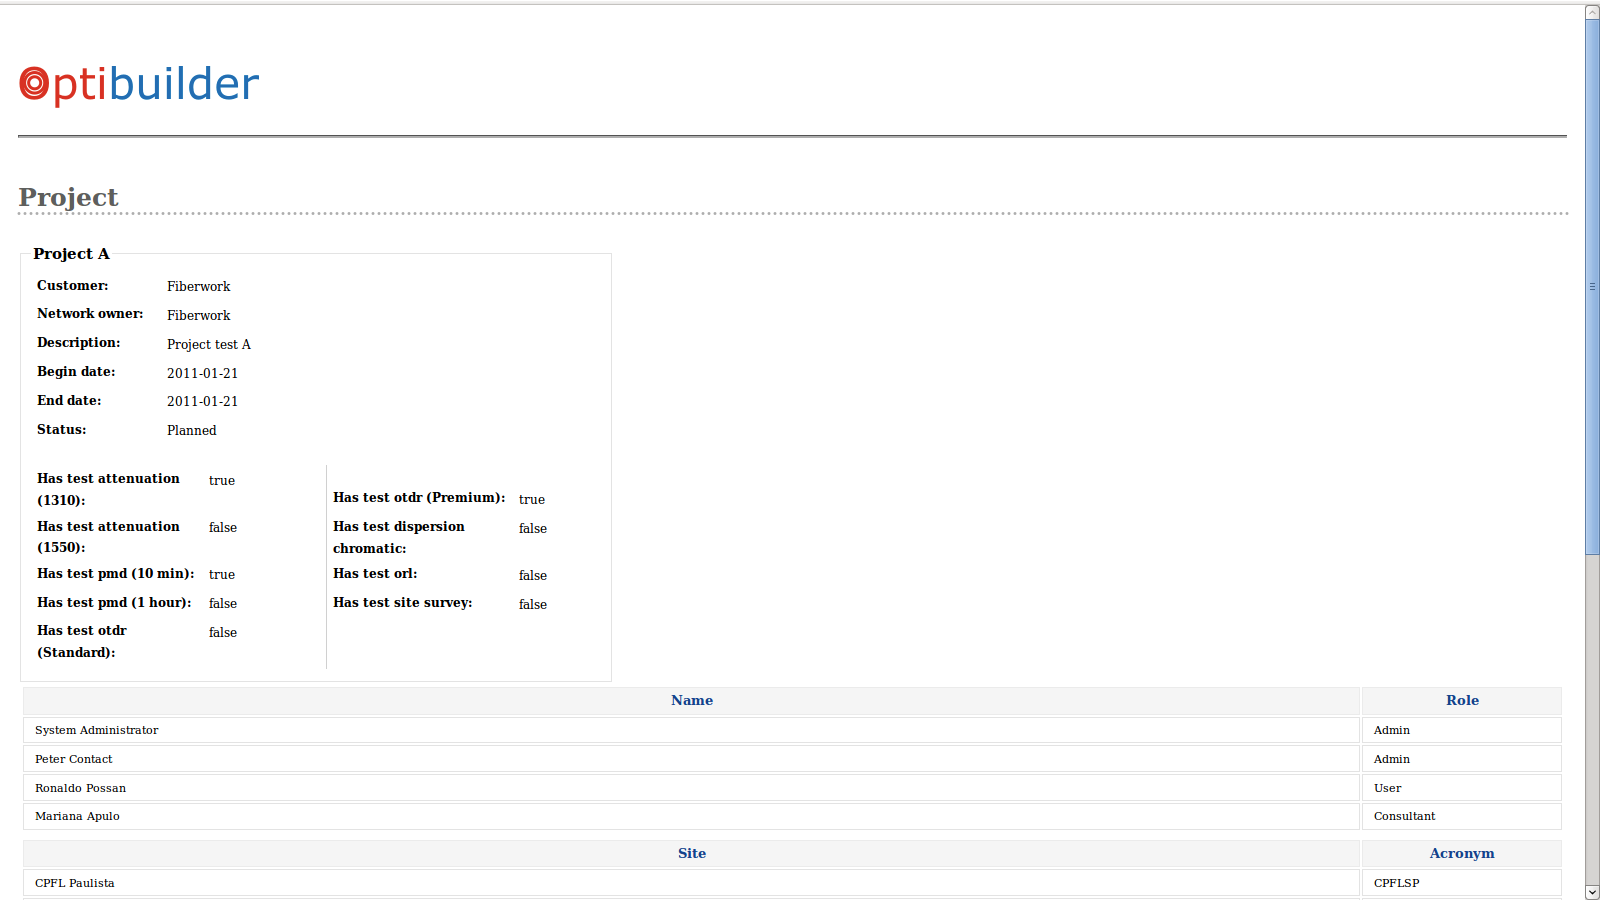 Optibuilder
Project
Project A
Customer: Fiberwork
Network owner: Fiberwork
Description: Project test A
Begin date: 2011-01-21
End date: 2011-01-21
Status: Planned
Has test attenuation (1310): true
Has test attenuation (1550): false
Has test pmd (10 min): true
Has test pmd (1 hour): false
Has test otdr (Standard): false
Has test otdr (Premium): true
Has test dispersion chromatic: false
Has test orl: false
Has test site survey: false
Name Role
System Administrator Admin
Peter Contact Admin
Ronaldo Possan User
Mariana Apulo Consultant
Site Acronym
CPFL Paulista CPFLSP